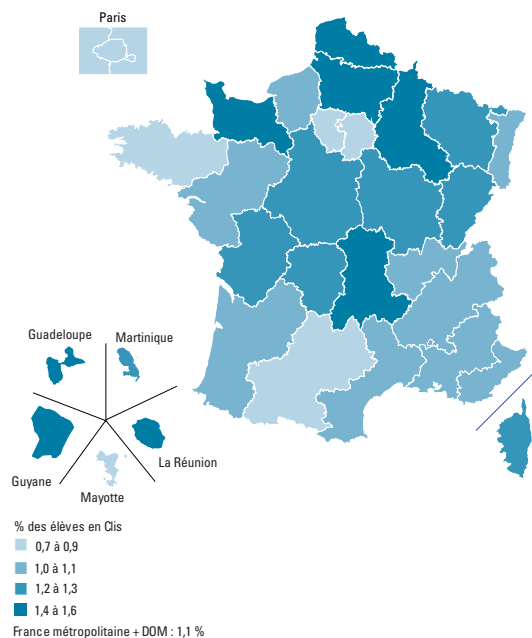 Paris
Guadeloupe
Martinique
Guyane
Mayotte
La Réunion
% des élèves en Clis
0,7 à 0,9
1,0 à 1,1
1,2 à 1,3
1,4 à 1,6
France métropolitaine + DOM : 1,1 %